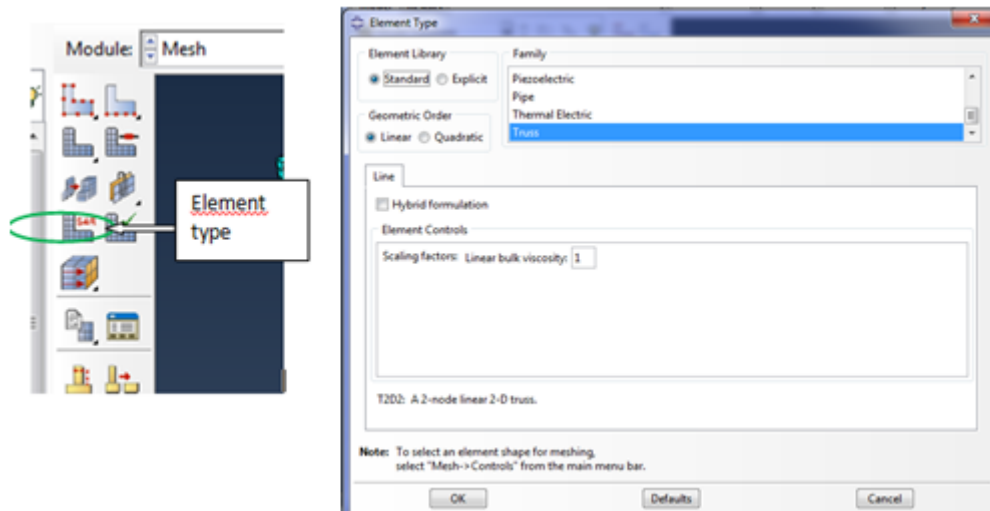 Module: Mesh
Element
type
Element Type
Element Library
Standard Explicit
Geometric Order
Linear Quadratic
Family
Piezoelectric
Pipe
Thermal Electric
Truss
Line
Hybrid formulation
Element Controls
Scaling factors: Linear bulk viscosity: 1
T2D2: A 2-node linear 2-D truss.
Note: To select an element shape for meshing,
select "Mesh->Controls" from the main menu bar.
OK Defaults Cancel